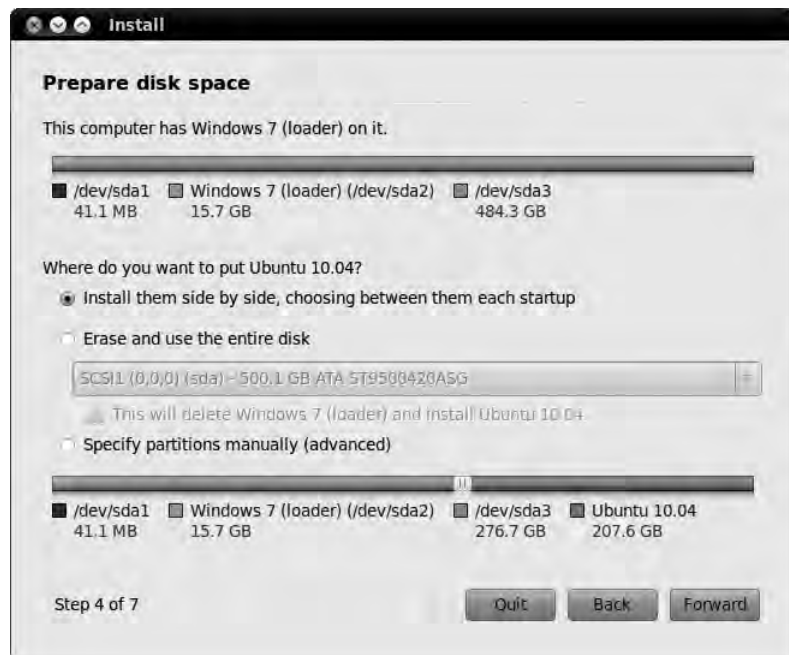 Install
Prepare disk space
This computer has Windows 7 (loader) on it.
/dev/sda1 Windows 7 (loader) (/dev/sda2) /dev/sda3
41.1 MB 15.7 GB 484.3 GB
Where do you want to put Ubuntu 10.04?
Install them side by side, choosing between them each startup
Erase and use the entire disk
SCSI1 (0,0,0) (sda) - 500.1 GB ATA ST9500420ASG
This will delete Windows 7 (loader) and install Ubuntu 10.04.
Specify partitions manually (advanced)
/dev/sda1 Windows 7 (loader) (/dev/sda2) /dev/sda3 Ubuntu 10.04
41.1 MB 15.7 GB 276.7 GB 207.6 GB
Step 4 of 7 Quit Back Forward